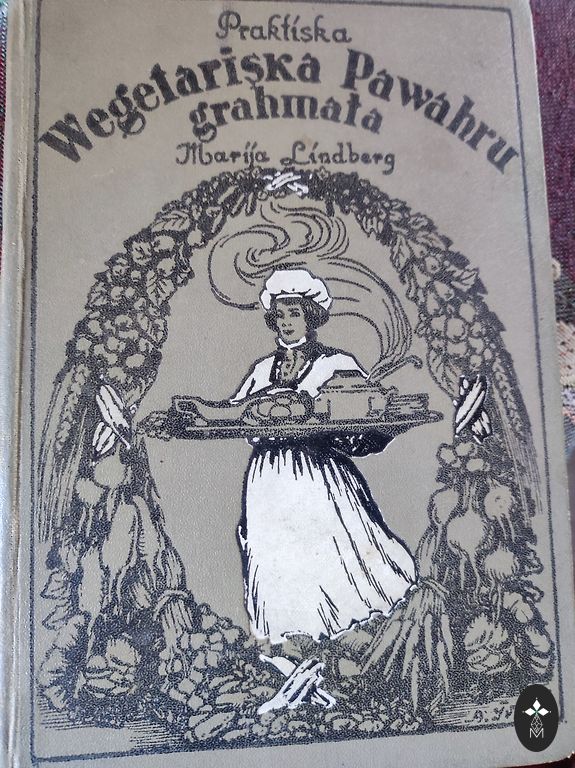 Praktiska
Wegetariska Pawahru
grahmata
Marija Lindberg